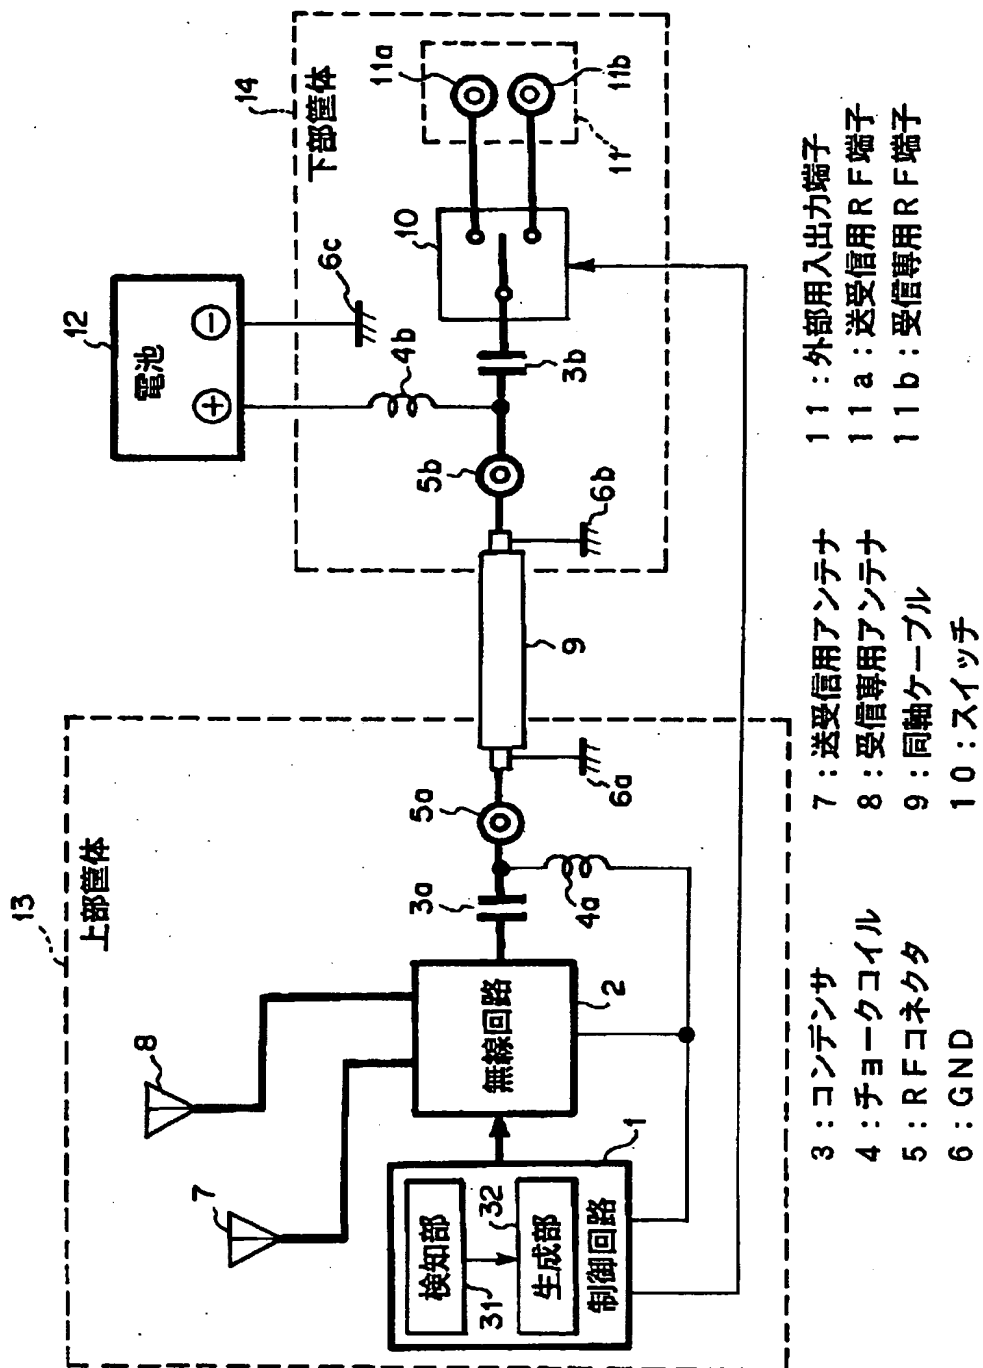 13
上部筐体
8
7
検知部
31
32
生成部
制御回路
1
無線回路
2
3a
4a
5a
6a
9
14
下部筐体
5b
6b
4b
3b
6c
12
電池
+
−
10
11a
11b
11
3：コンデンサ
4：チョークコイル
5：RFコネクタ
6：GND
7：送受信用アンテナ
8：受信専用アンテナ
9：同軸ケーブル
10：スイッチ
11：外部用入出力端子
11a：送受信用RF端子
11b：受信専用RF端子